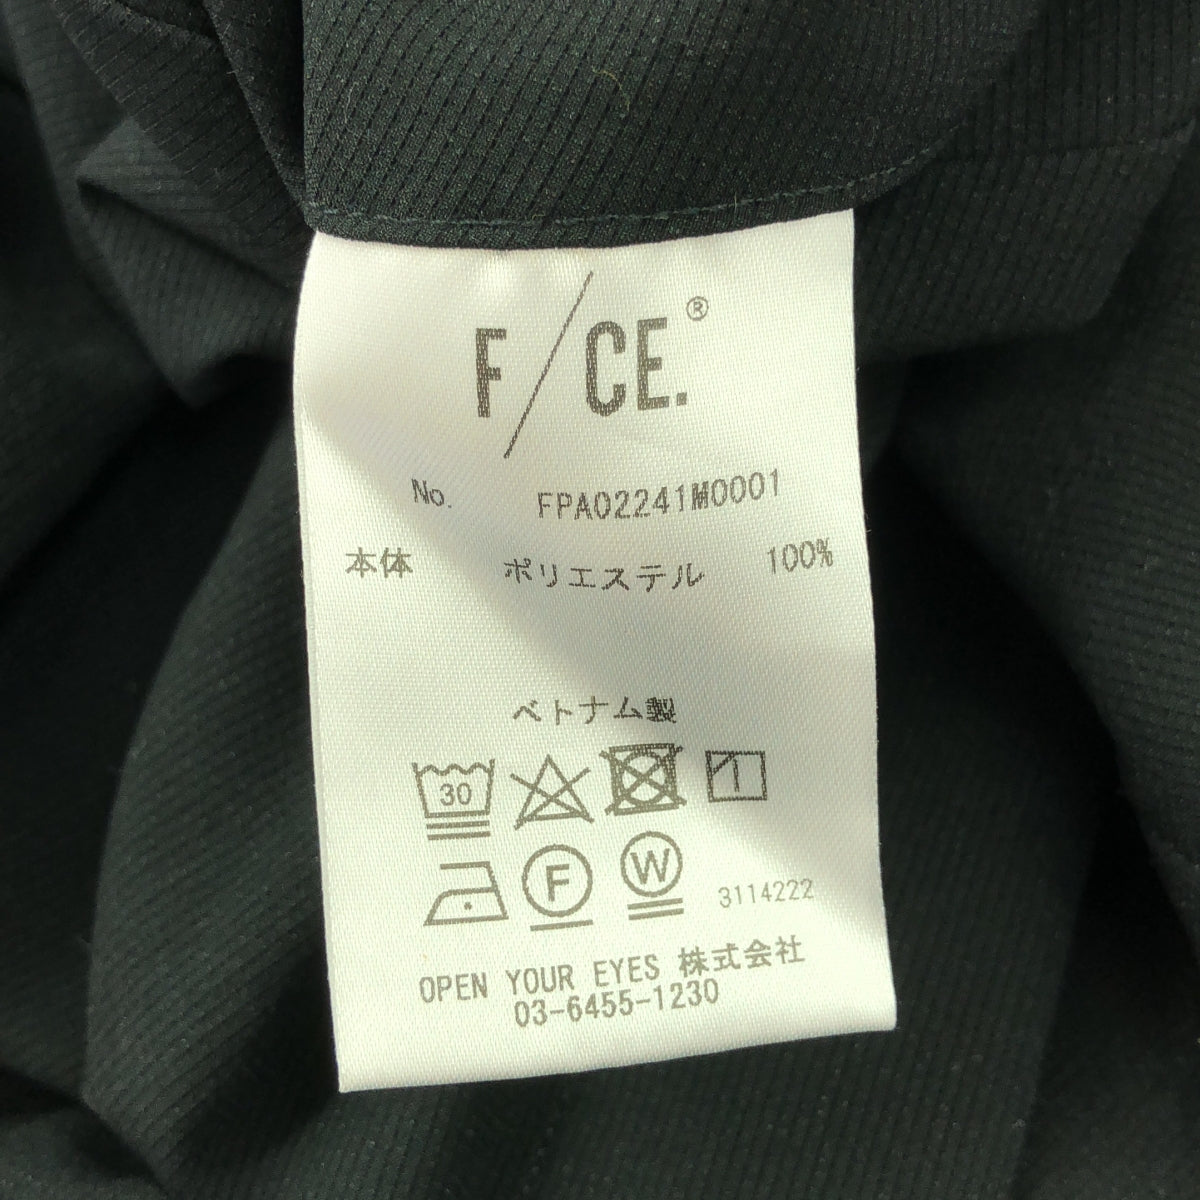 F/CE.®
No. FPA02241M0001
本体 ポリエステル 100%
ベトナム製
30
F W 3114222
OPEN YOUR EYES 株式会社
03-6455-1230